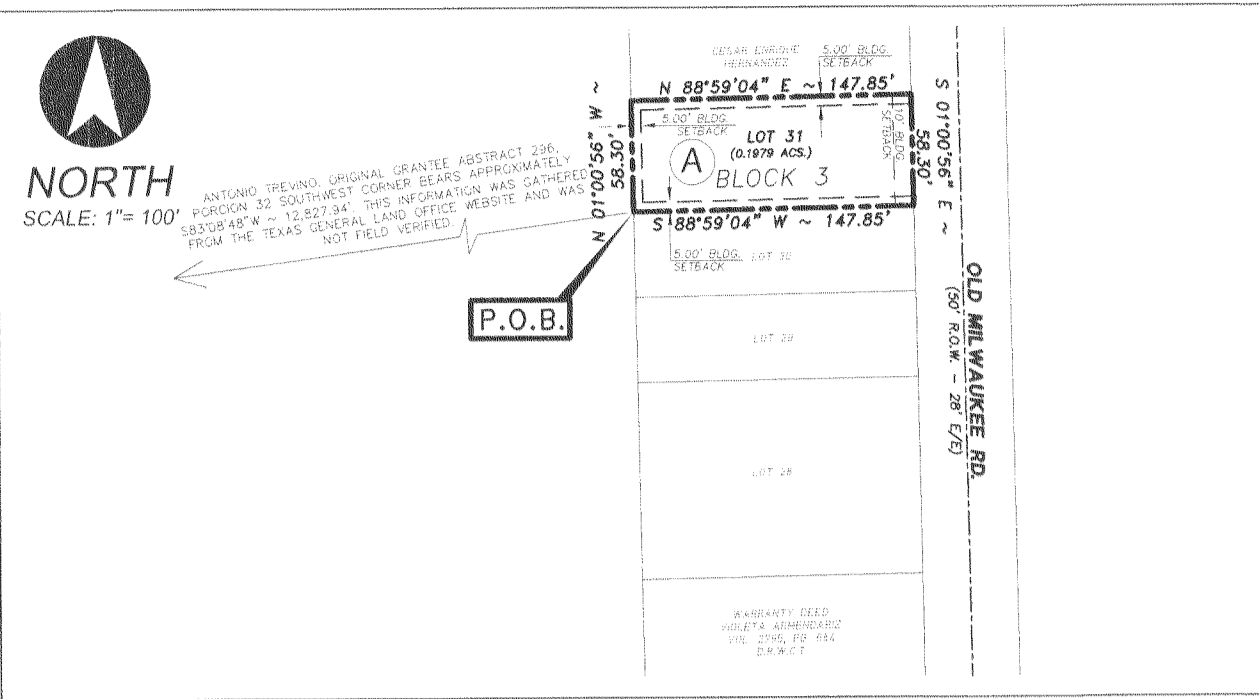 NORTH
SCALE: 1"= 100'
ANTONIO TREVINO, ORIGINAL GRANTEE ABSTRACT 296,
PORCION 32 SOUTHWEST CORNER BEARS APPROXIMATELY
S83°08'48"W ~ 12,827.94'. THIS INFORMATION WAS GATHERED
FROM THE TEXAS GENERAL LAND OFFICE WEBSITE AND WAS
NOT FIELD VERIFIED.
P.O.B.
CESAR ENRIQUE
HERNANDEZ
5.00' BLDG.
SETBACK
N 88°59'04" E ~ 147.85'
N 01°00'56" W ~
58.30'
5.00' BLDG.
SETBACK
LOT 31
(0.1979 ACS.)
A
BLOCK 3
10' BLDG.
SETBACK
S 01°00'56" E ~
58.30'
S 88°59'04" W ~ 147.85'
5.00' BLDG.
SETBACK
LOT 30
LOT 29
LOT 28
WARRANTY DEED
VIOLETA ARMENDARIZ
VOL. PG.
D.R.W.C.T
OLD MILWAUKEE RD.
(50' R.O.W. - 28' E/E)